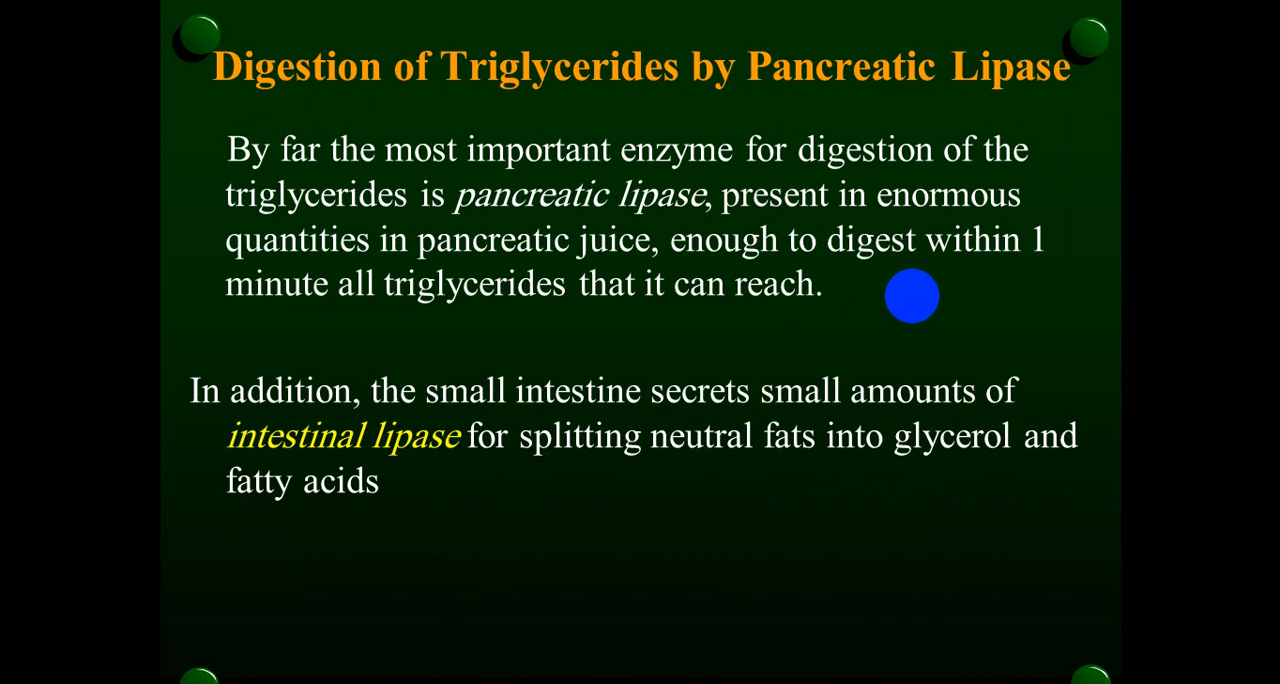 Digestion of Triglycerides by Pancreatic Lipase
By far the most important enzyme for digestion of the
triglycerides is pancreatic lipase, present in enormous
quantities in pancreatic juice, enough to digest within 1
minute all triglycerides that it can reach.
In addition, the small intestine secrets small amounts of
intestinal lipase for splitting neutral fats into glycerol and
fatty acids